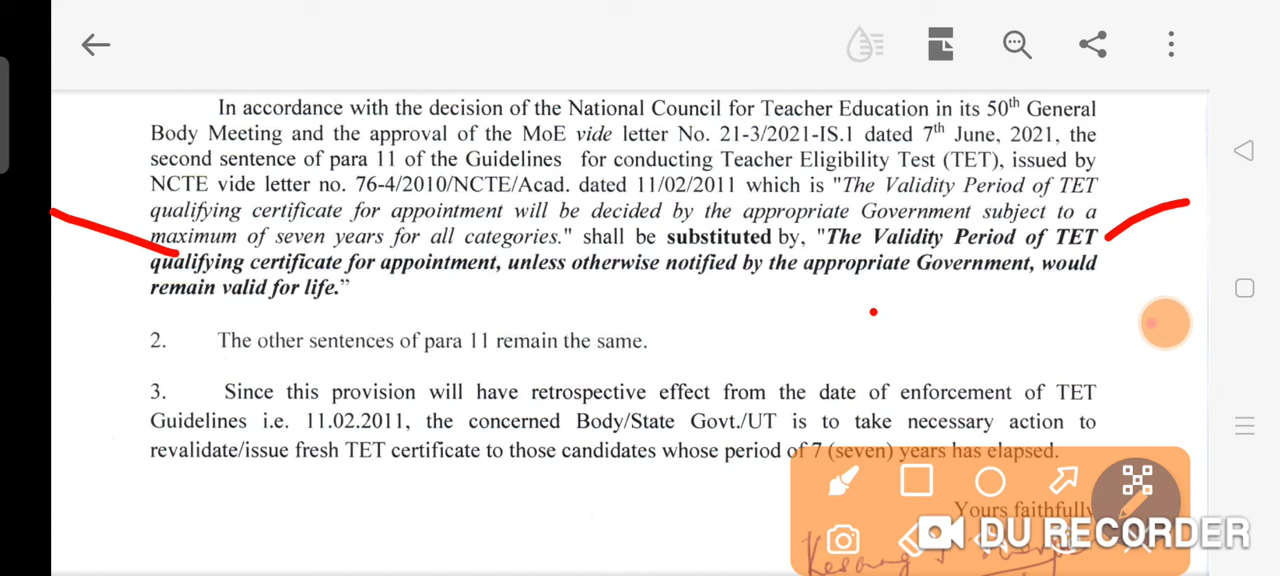 In accordance with the decision of the National Council for Teacher Education in its 50th General
Body Meeting and the approval of the MoE vide letter No. 21-3/2021-IS.1 dated 7th June, 2021, the
second sentence of para 11 of the Guidelines for conducting Teacher Eligibility Test (TET), issued by
NCTE vide letter no. 76-4/2010/NCTE/Acad. dated 11/02/2011 which is "The Validity Period of TET
qualifying certificate for appointment will be decided by the appropriate Government subject to a
maximum of seven years for all categories." shall be substituted by, "The Validity Period of TET
qualifying certificate for appointment, unless otherwise notified by the appropriate Government, would
remain valid for life.”
2. The other sentences of para 11 remain the same.
3. Since this provision will have retrospective effect from the date of enforcement of TET
Guidelines i.e. 11.02.2011, the concerned Body/State Govt./UT is to take necessary action to
revalidate/issue fresh TET certificate to those candidates whose period of 7 (seven) years has elapsed.
Yours faithfully
DU RECORDER